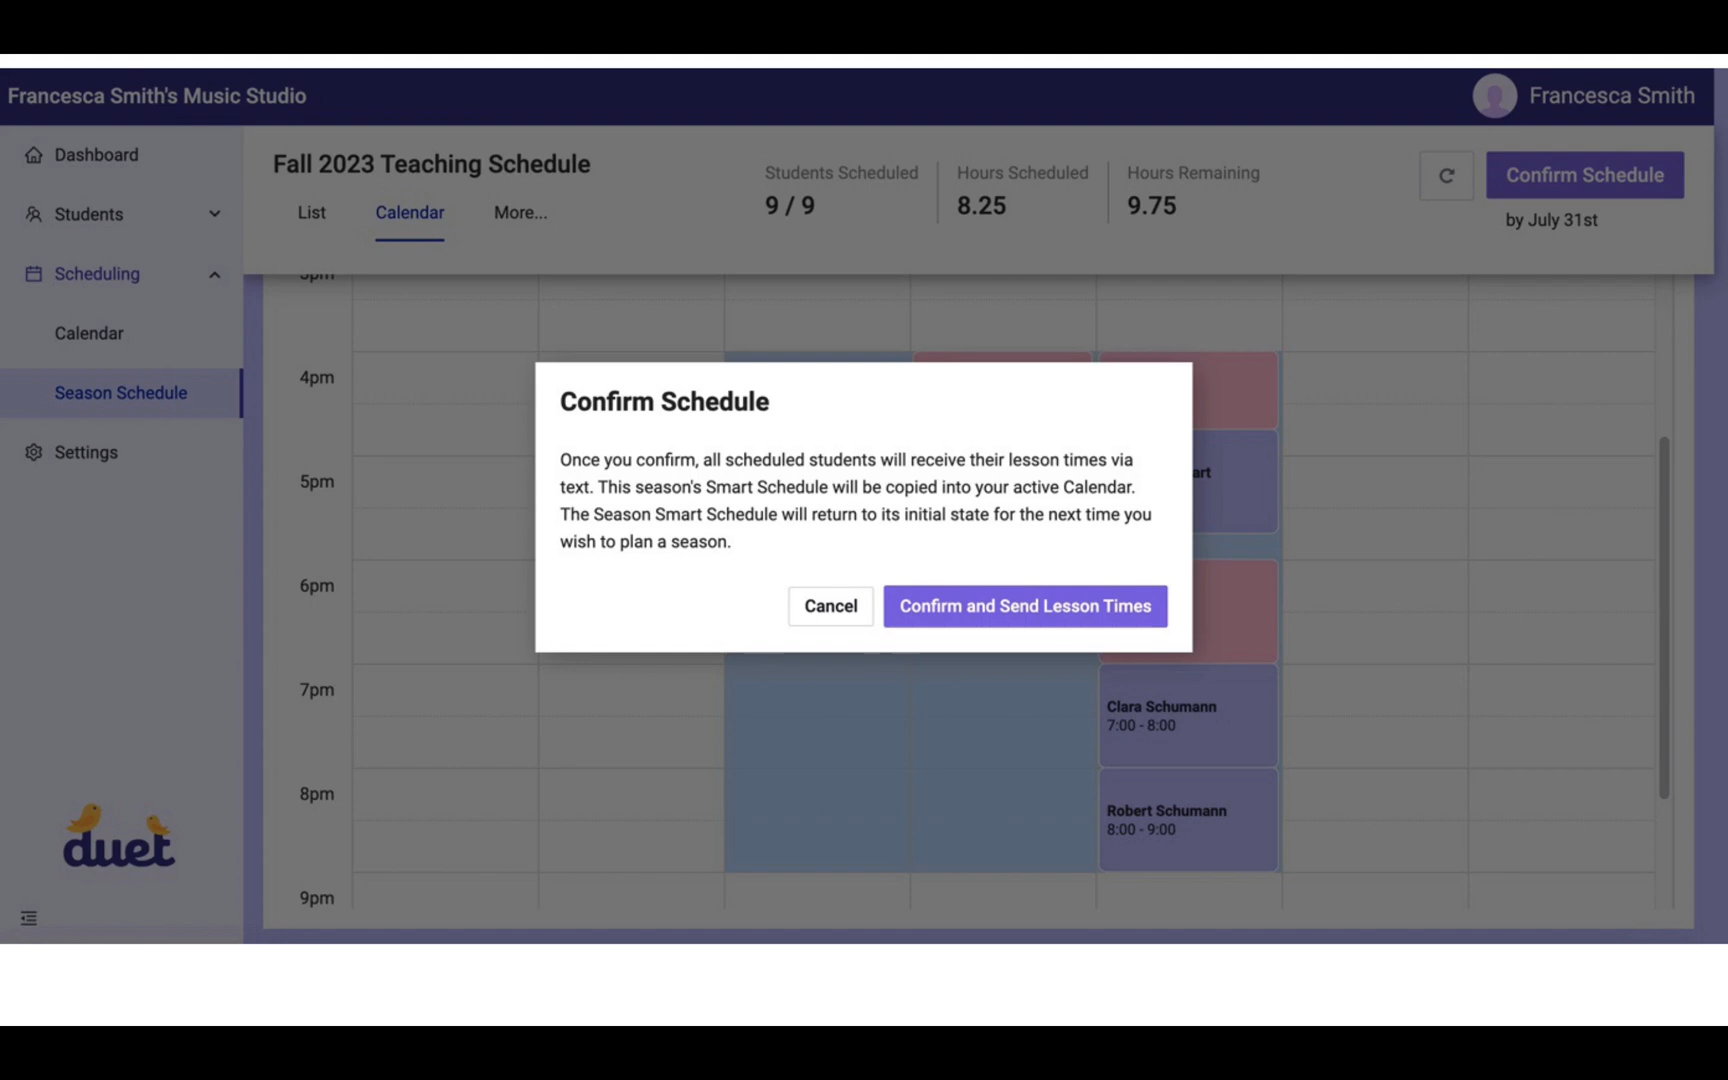 Francesca Smith's Music Studio
Francesca Smith
Dashboard
Students
Scheduling
Calendar
Season Schedule
Settings
duet
Fall 2023 Teaching Schedule
List Calendar More...
Students Scheduled
9 / 9
Hours Scheduled
8.25
Hours Remaining
9.75
Confirm Schedule
by July 31st
4pm
5pm
6pm
7pm
8pm
9pm
art
Clara Schumann
7:00 - 8:00
Robert Schumann
8:00 - 9:00
Confirm Schedule
Once you confirm, all scheduled students will receive their lesson times via
text. This season's Smart Schedule will be copied into your active Calendar.
The Season Smart Schedule will return to its initial state for the next time you
wish to plan a season.
Cancel
Confirm and Send Lesson Times